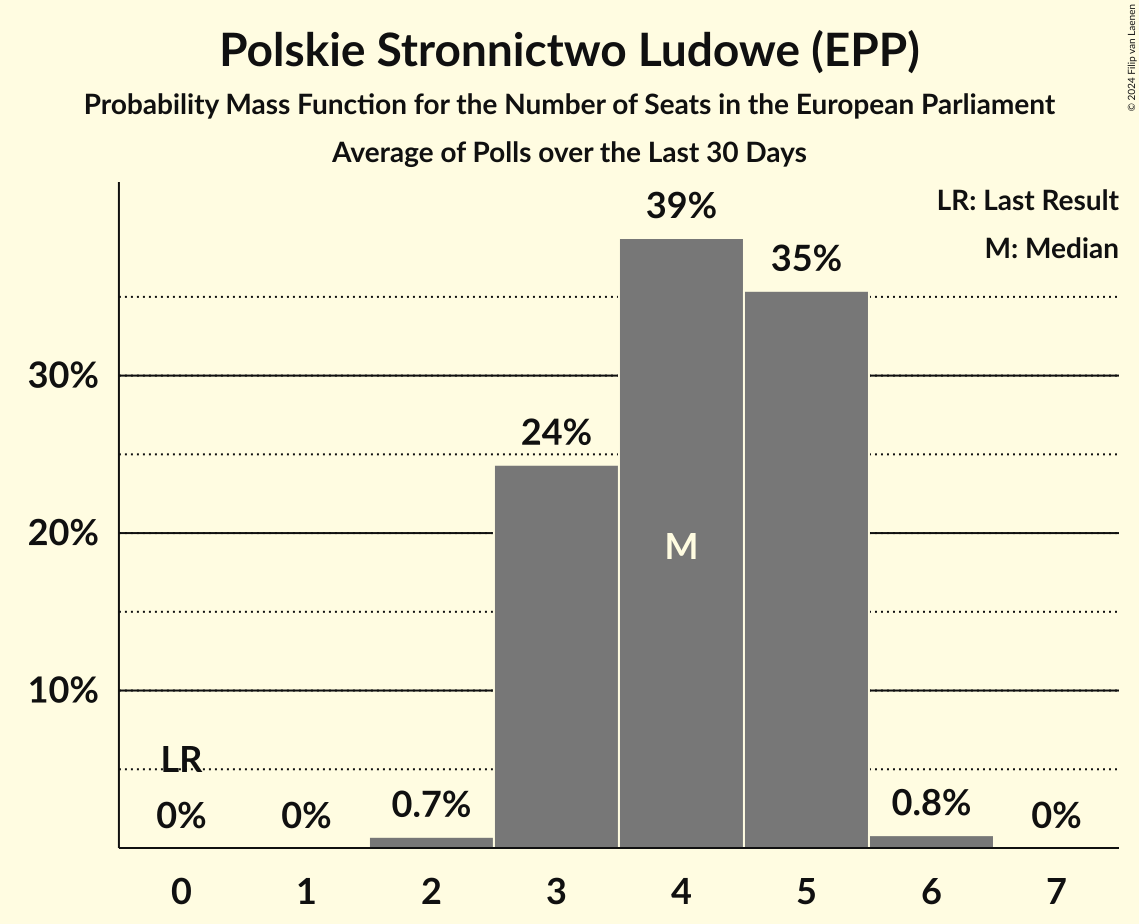 Polskie Stronnictwo Ludowe (EPP)
Probability Mass Function for the Number of Seats in the European Parliament
Average of Polls over the Last 30 Days
© 2024 Filip van Laenen
LR: Last Result
M: Median
39%
35%
30%
24%
20%
M
10%
LR
0%
0%
0.7%
0.8%
0%
0 1 2 3 4 5 6 7